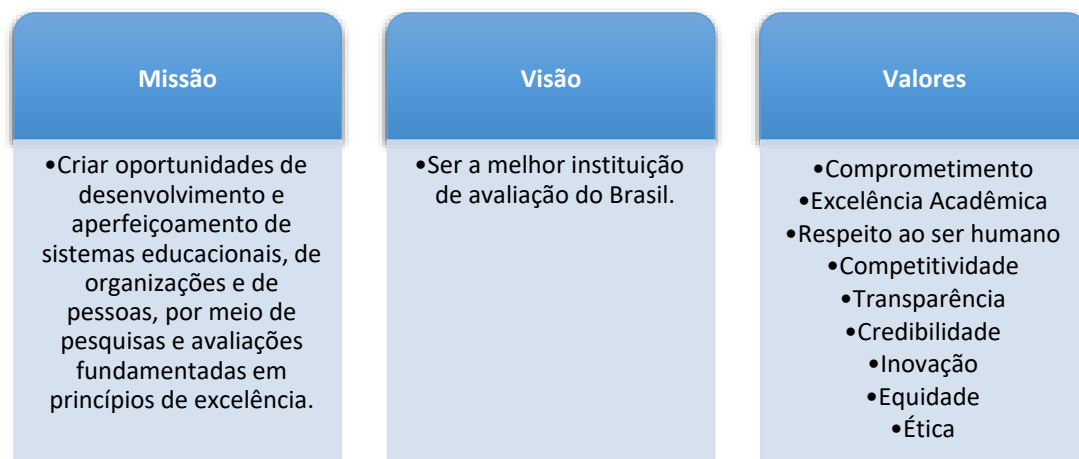 Missão
•Criar oportunidades de
desenvolvimento e
aperfeiçoamento de
sistemas educacionais, de
organizações e de
pessoas, por meio de
pesquisas e avaliações
fundamentadas em
princípios de excelência.
Visão
•Ser a melhor instituição
de avaliação do Brasil.
Valores
•Comprometimento
•Excelência Acadêmica
•Respeito ao ser humano
•Competitividade
•Transparência
•Credibilidade
•Inovação
•Equidade
•Ética